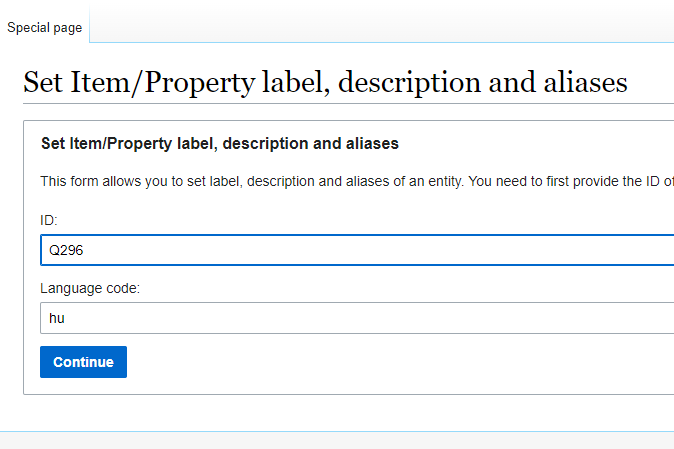 Special page
Set Item/Property label, description and aliases
Set Item/Property label, description and aliases
This form allows you to set label, description and aliases of an entity. You need to first provide the ID of
ID:
Q296
Language code:
hu
Continue